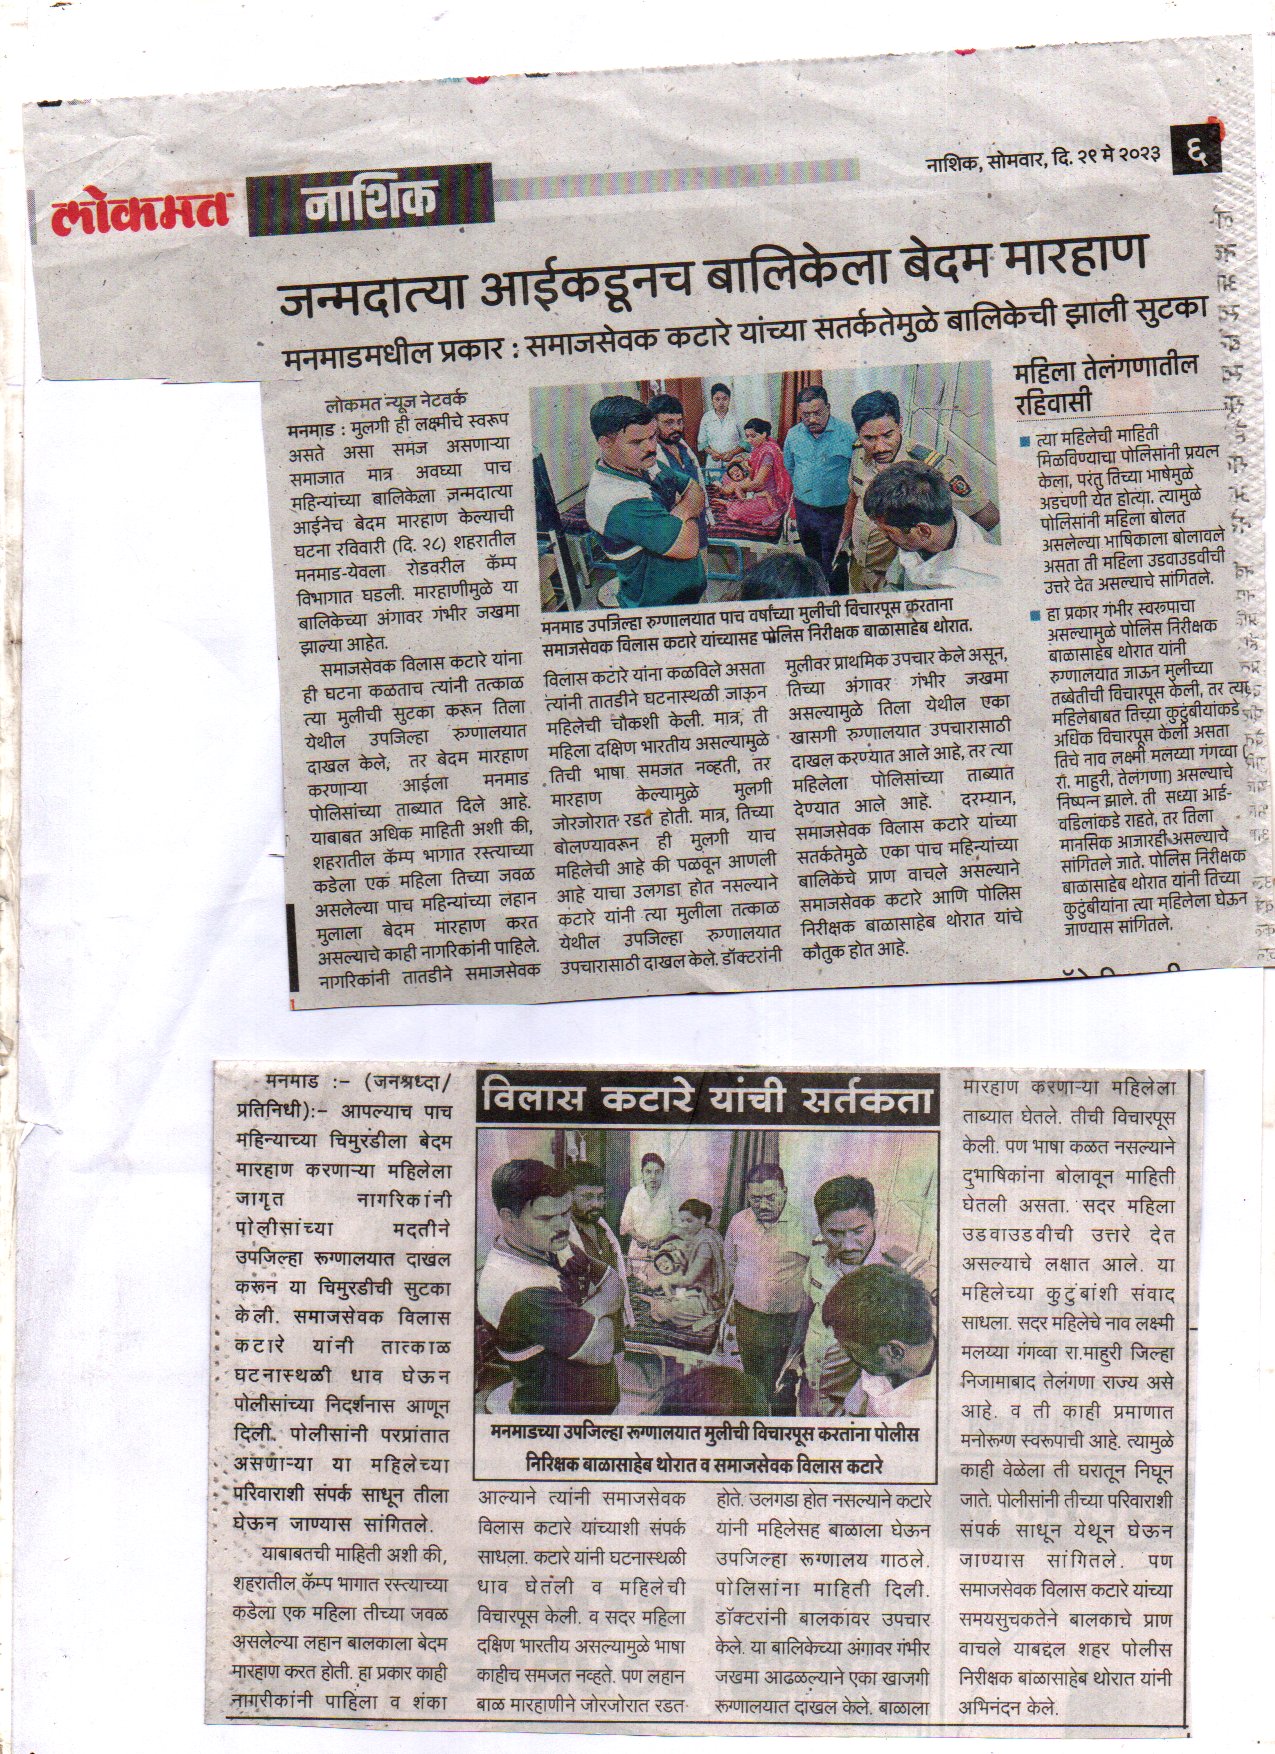 लोकमत
नाशिक
नाशिक, सोमवार, दि. २९ मे २०२३
६
जन्मदात्या आईकडूनच बालिकेला बेदम मारहाण
मनमाडमधील प्रकार : समाजसेवक कटारे यांच्या सतर्कतेमुळे बालिकेची झाली सुटका
लोकमत न्यूज नेटवर्क
मनमाड : मुलगी ही लक्ष्मीचे स्वरूप
असते असा समज असणाऱ्या
समाजात मात्र अवघ्या पाच
महिन्यांच्या बालिकेला जन्मदात्या
आईनेच बेदम मारहाण केल्याची
घटना रविवारी (दि. २८) शहरातील
मनमाड-येवला रोडवरील कॅम्प
विभागात घडली. मारहाणीमुळे या
बालिकेच्या अंगावर गंभीर जखमा
झाल्या आहेत.
समाजसेवक विलास कटारे यांना
ही घटना कळताच त्यांनी तत्काळ
त्या मुलीची सुटका करून तिला
येथील उपजिल्हा रुग्णालयात
दाखल केले, तर बेदम मारहाण
करणाऱ्या आईला मनमाड
पोलिसांच्या ताब्यात दिले आहे.
याबाबत अधिक माहिती अशी की,
शहरातील कॅम्प भागात रस्त्याच्या
कडेला एक महिला तिच्या जवळ
असलेल्या पाच महिन्यांच्या लहान
मुलाला बेदम मारहाण करत
असल्याचे काही नागरिकांनी पाहिले.
नागरिकांनी तातडीने समाजसेवक
मनमाड उपजिल्हा रुग्णालयात पाच वर्षांच्या मुलीची विचारपूस करताना
समाजसेवक विलास कटारे यांच्यासह पोलिस निरीक्षक बाळासाहेब थोरात.
विलास कटारे यांना कळविले असता
त्यांनी तातडीने घटनास्थळी जाऊन
महिलेची चौकशी केली. मात्र, ती
महिला दक्षिण भारतीय असल्यामुळे
तिची भाषा समजत नव्हती, तर
मारहाण केल्यामुळे मुलगी
जोरजोरात रडत होती. मात्र, तिच्या
बोलण्यावरून ही मुलगी याच
महिलेची आहे की पळवून आणली
आहे याचा उलगडा होत नसल्याने
कटारे यांनी त्या मुलीला तत्काळ
येथील उपजिल्हा रुग्णालयात
उपचारासाठी दाखल केले. डॉक्टरांनी
मुलीवर प्राथमिक उपचार केले असून,
तिच्या अंगावर गंभीर जखमा
असल्यामुळे तिला येथील एका
खासगी रुग्णालयात उपचारासाठी
दाखल करण्यात आले आहे, तर त्या
महिलेला पोलिसांच्या ताब्यात
देण्यात आले आहे. दरम्यान,
समाजसेवक विलास कटारे यांच्या
सतर्कतेमुळे एका पाच महिन्यांच्या
बालिकेचे प्राण वाचले असल्याने
समाजसेवक कटारे आणि पोलिस
निरीक्षक बाळासाहेब थोरात यांचे
कौतुक होत आहे.
महिला तेलंगणातील
रहिवासी
त्या महिलेची माहिती
मिळविण्याचा पोलिसांनी प्रयत्न
केला, परंतु तिच्या भाषेमुळे
अडचणी येत होत्या. त्यामुळे
पोलिसांनी महिला बोलत
असलेल्या भाषिकाला बोलावले
असता ती महिला उडवाउडवीची
उत्तरे देत असल्याचे सांगितले.
हा प्रकार गंभीर स्वरूपाचा
असल्यामुळे पोलिस निरीक्षक
बाळासाहेब थोरात यांनी
रुग्णालयात जाऊन मुलीच्या
तब्बेतीची विचारपूस केली, तर त्या
महिलेबाबत तिच्या कुटुंबीयांकडे
अधिक विचारपूस केली असता
तिचे नाव लक्ष्मी मलय्या गंगव्वा (
रा. माहुरी, तेलंगणा) असल्याचे
निष्पन्न झाले. ती सध्या आई-
वडिलांकडे राहते, तर तिला
मानसिक आजारही असल्याचे
सांगितले जाते. पोलिस निरीक्षक
बाळासाहेब थोरात यांनी तिच्या
कुटुंबीयांना त्या महिलेला घेऊन
जाण्यास सांगितले.
विलास कटारे यांची सर्तकता
मनमाड :– (जनश्रध्दा/
प्रतिनिधी):– आपल्याच पाच
महिन्याच्या चिमुरडीला बेदम
मारहाण करणाऱ्या महिलेला
जागृत नागरिकांनी
पोलीसांच्या मदतीने
उपजिल्हा रूग्णालयात दाखल
करून या चिमुरडीची सुटका
केली. समाजसेवक विलास
कटारे यांनी तात्काळ
घटनास्थळी धाव घेऊन
पोलीसांच्या निदर्शनास आणून
दिली. पोलीसांनी परप्रांतात
असणाऱ्या या महिलेच्या
परिवाराशी संपर्क साधून तीला
घेऊन जाण्यास सांगितले.
याबाबतची माहिती अशी की,
शहरातील कॅम्प भागात रस्त्याच्या
कडेला एक महिला तीच्या जवळ
असलेल्या लहान बालकाला बेदम
मारहाण करत होती. हा प्रकार काही
नागरीकांनी पाहिला व शंका
मनमाडच्या उपजिल्हा रूग्णालयात मुलीची विचारपूस करतांना पोलीस
निरिक्षक बाळासाहेब थोरात व समाजसेवक विलास कटारे
आल्याने त्यांनी समाजसेवक
विलास कटारे यांच्याशी संपर्क
साधला. कटारे यांनी घटनास्थळी
धाव घेतली व महिलेची
विचारपूस केली. व सदर महिला
दक्षिण भारतीय असल्यामुळे भाषा
काहीच समजत नव्हते. पण लहान
बाळ मारहाणीने जोरजोरात रडत
होते. उलगडा होत नसल्याने कटारे
यांनी महिलेसह बाळाला घेऊन
उपजिल्हा रूग्णालय गाठले.
पोलिसांना माहिती दिली.
डॉक्टरांनी बालकांवर उपचार
केले. या बालिकेच्या अंगावर गंभीर
जखमा आढळल्याने एका खाजगी
रूग्णालयात दाखल केले. बाळाला
मारहाण करणाऱ्या महिलेला
ताब्यात घेतले. तीची विचारपूस
केली. पण भाषा कळत नसल्याने
दुभाषिकांना बोलावून माहिती
घेतली असता. सदर महिला
उडवाउडवीची उत्तरे देत
असल्याचे लक्षात आले. या
महिलेच्या कुटुंबांशी संवाद
साधला. सदर महिलेचे नाव लक्ष्मी
मलय्या गंगव्वा रा.माहुरी जिल्हा
निजामाबाद तेलंगणा राज्य असे
आहे. व ती काही प्रमाणात
मनोरूग्ण स्वरूपाची आहे. त्यामुळे
काही वेळेला ती घरातून निघून
जाते. पोलीसांनी तीच्या परिवाराशी
संपर्क साधून येथून घेऊन
जाण्यास सांगितले. पण
समाजसेवक विलास कटारे यांच्या
समयसुचकतेने बालकाचे प्राण
वाचले याबद्दल शहर पोलीस
निरीक्षक बाळासाहेब थोरात यांनी
अभिनंदन केले.